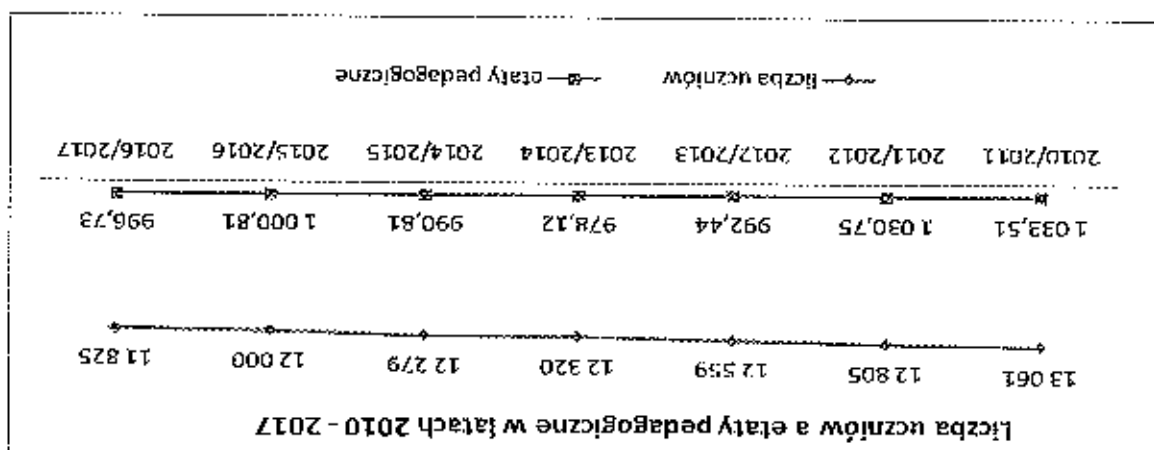 Liczba uczniów a etaty pedagogiczne w latach 2010 - 2017
13 061 12 805 12 559 12 320 12 279 12 000 11 825
1 033,51 1 030,75 992,44 978,12 990,81 1 000,81 996,73
2010/2011 2011/2012 2012/2013 2013/2014 2014/2015 2015/2016 2016/2017
liczba uczniów etaty pedagogiczne